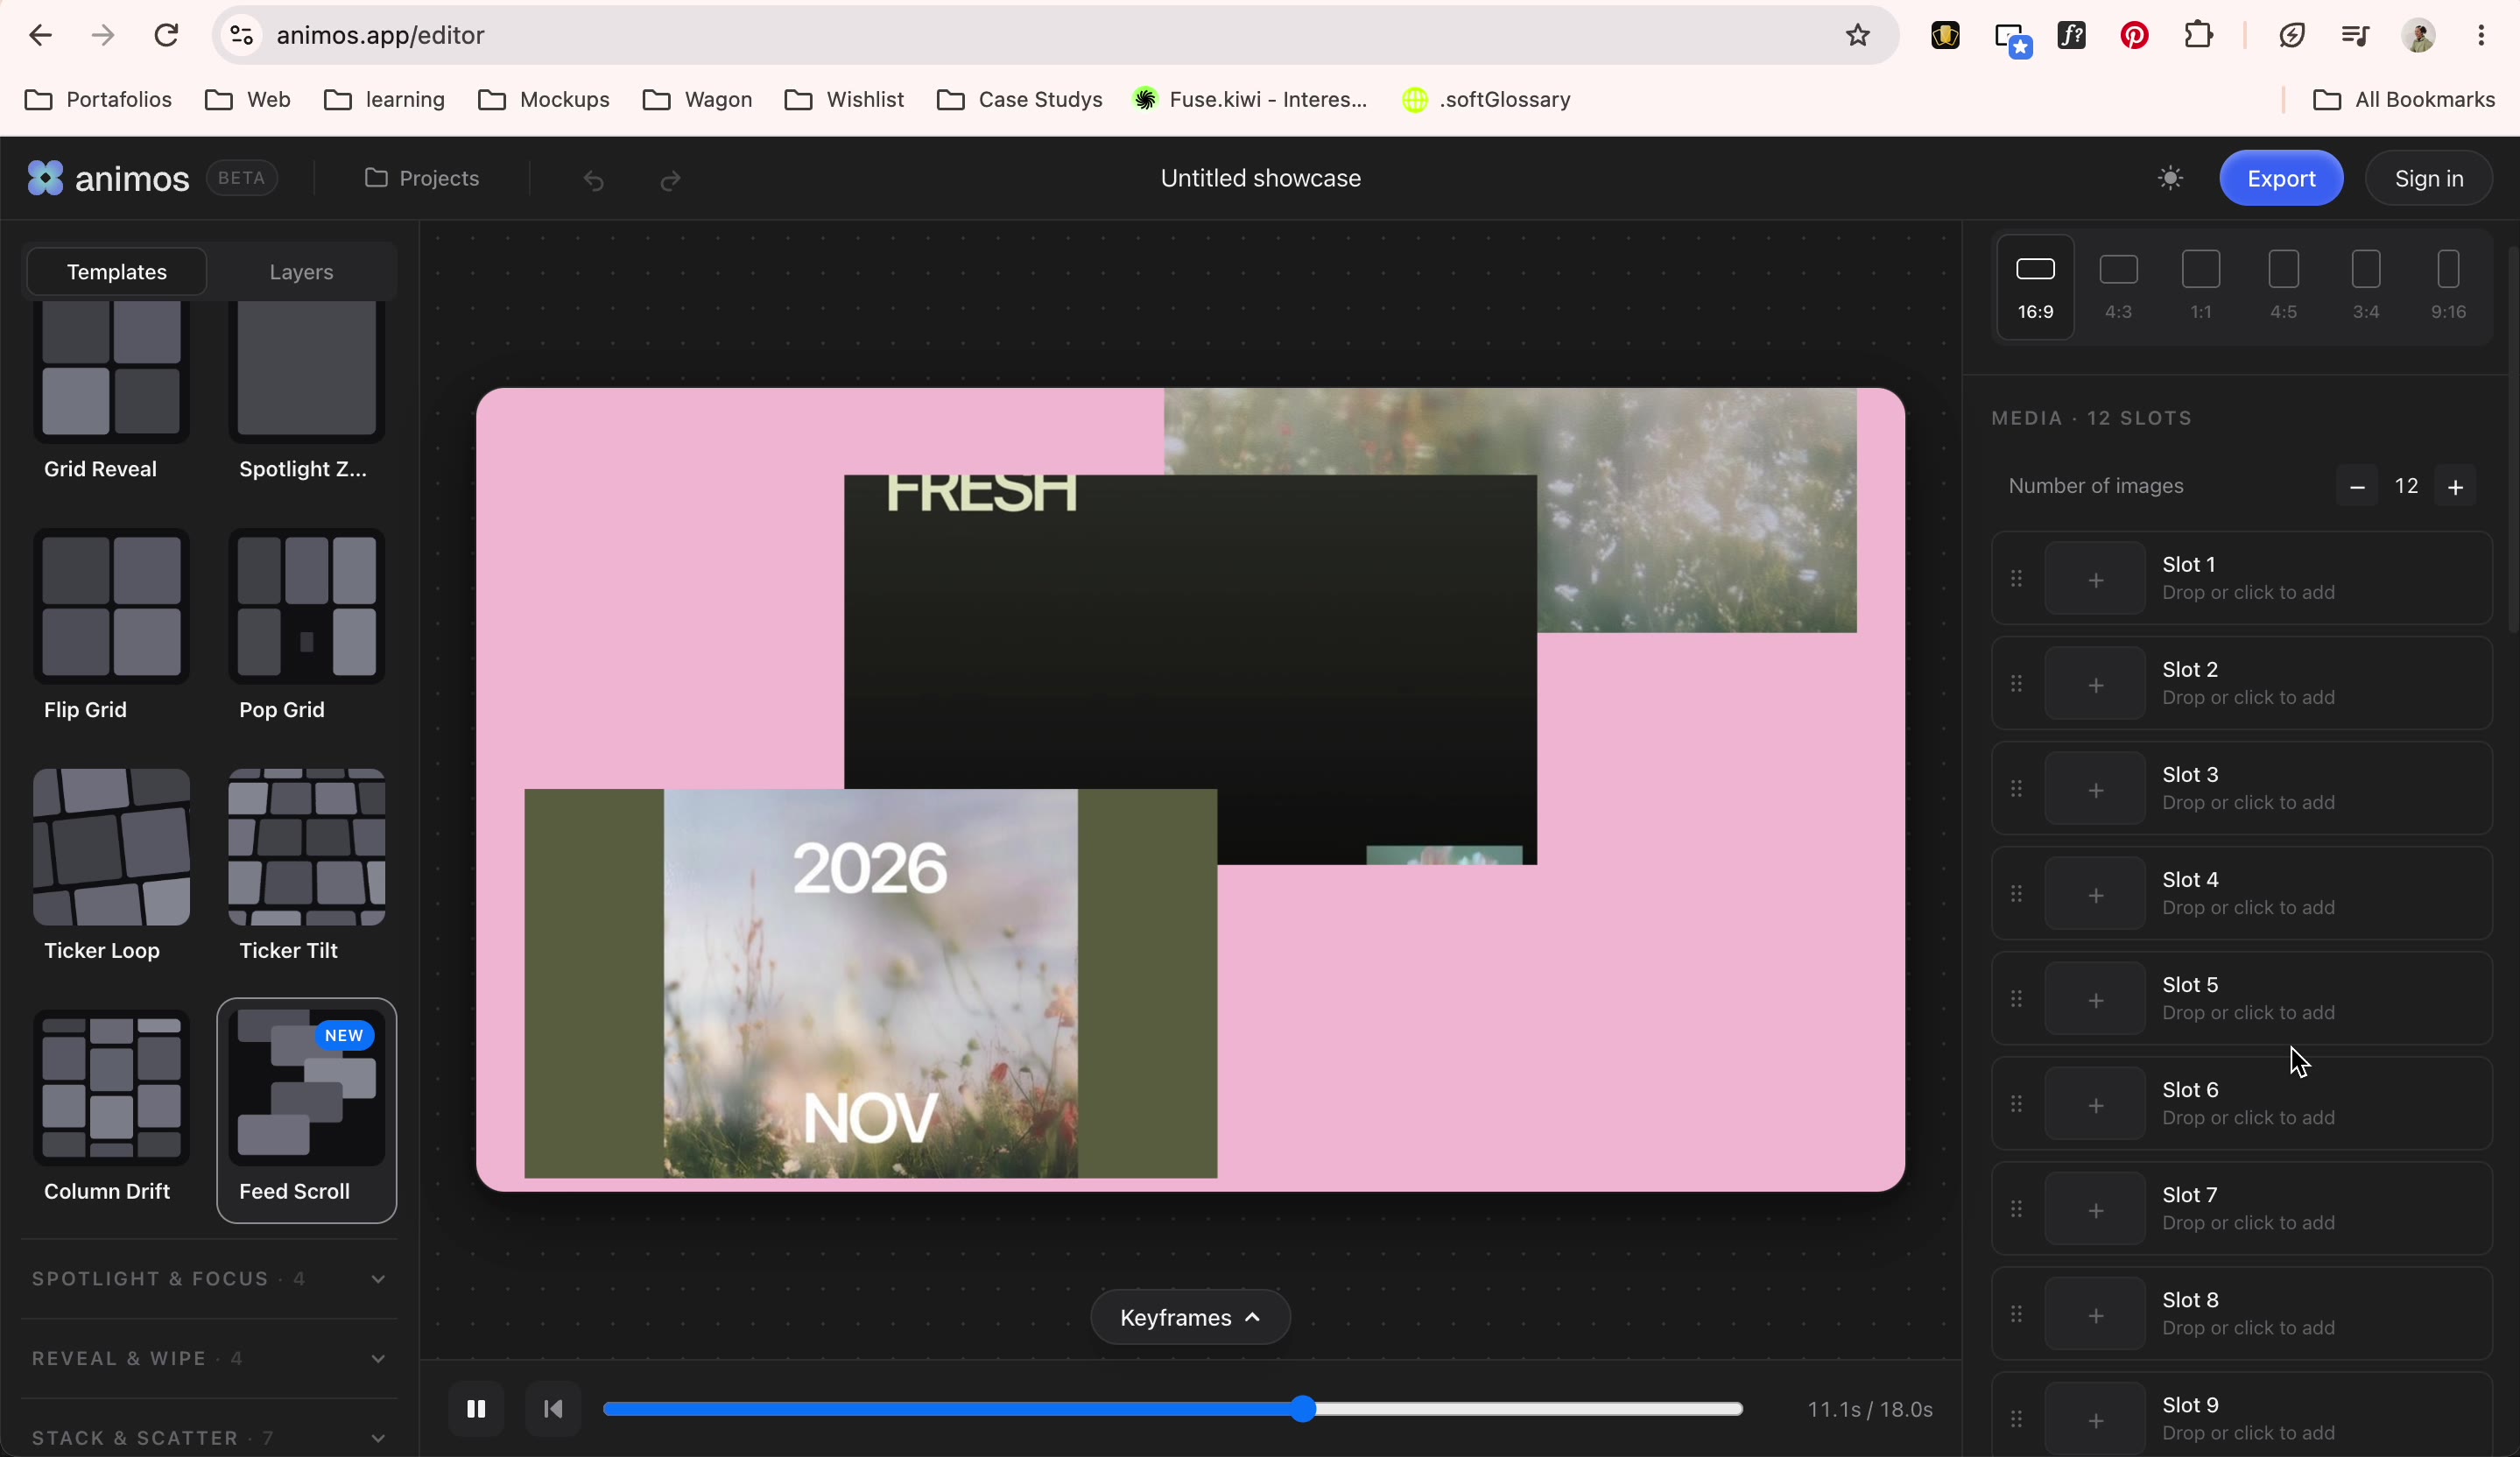 animos.app/editor
Portafolios
Web
learning
Mockups
Wagon
Wishlist
Case Studys
Fuse.kiwi - Interes...
.softGlossary
All Bookmarks
animos
BETA
Projects
Untitled showcase
Export
Sign in
Templates
Layers
Grid Reveal
Spotlight Z...
Flip Grid
Pop Grid
Ticker Loop
Ticker Tilt
Column Drift
NEW
Feed Scroll
SPOTLIGHT & FOCUS · 4
REVEAL & WIPE · 4
STACK & SCATTER · 7
FRESH
2026
NOV
Keyframes
11.1s / 18.0s
16:9
4:3
1:1
4:5
3:4
9:16
MEDIA · 12 SLOTS
Number of images
− 12 +
Slot 1
Drop or click to add
Slot 2
Drop or click to add
Slot 3
Drop or click to add
Slot 4
Drop or click to add
Slot 5
Drop or click to add
Slot 6
Drop or click to add
Slot 7
Drop or click to add
Slot 8
Drop or click to add
Slot 9
Drop or click to add